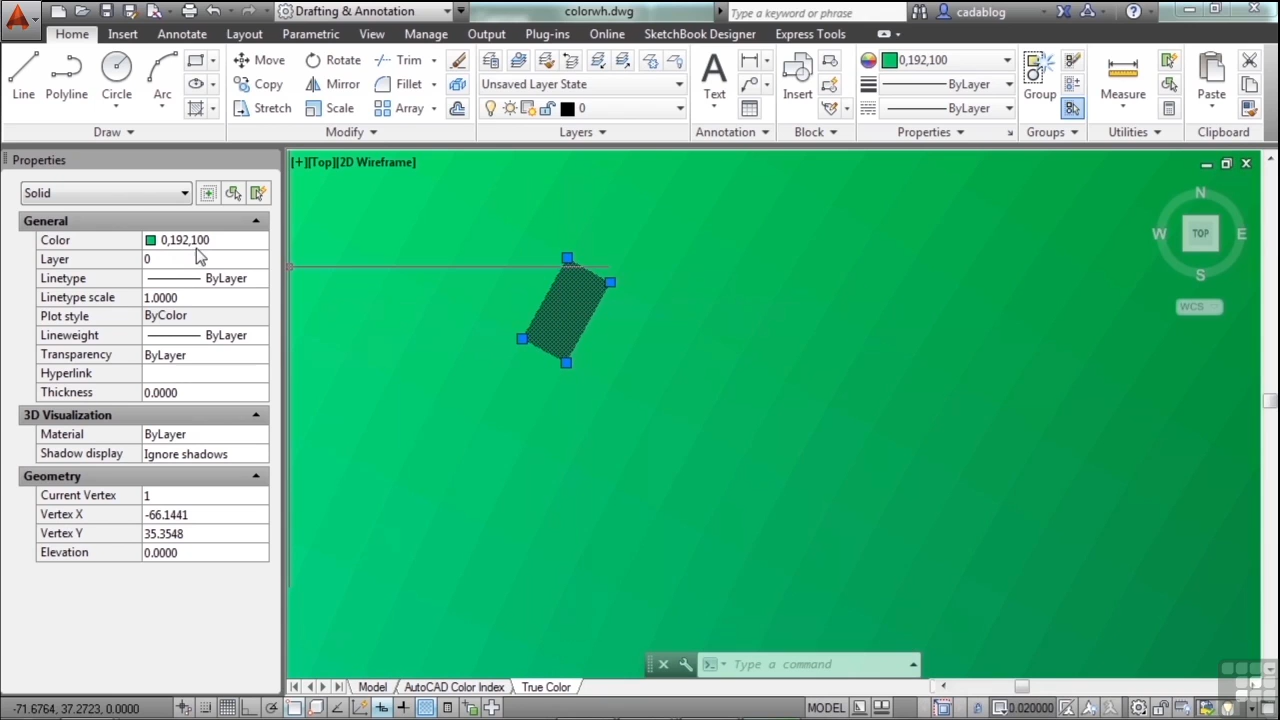 Drafting & Annotation
colorwh.dwg
Type a keyword or phrase
cadablog
Home Insert Annotate Layout Parametric View Manage Output Plug-ins Online SketchBook Designer Express Tools
Move Rotate Trim
Unsaved Layer State
0,192,100
Line Polyline Circle Arc
Copy Mirror Fillet
ByLayer
Text Insert Group Measure Paste
Stretch Scale Array
0
ByLayer
Draw Modify Layers Annotation Block Properties Groups Utilities Clipboard
Properties
[+][Top][2D Wireframe]
Solid
General
Color 0,192,100
Layer 0
Linetype ByLayer
Linetype scale 1.0000
Plot style ByColor
Lineweight ByLayer
Transparency ByLayer
Hyperlink
Thickness 0.0000
3D Visualization
Material ByLayer
Shadow display Ignore shadows
Geometry
Current Vertex 1
Vertex X -66.1441
Vertex Y 35.3548
Elevation 0.0000
N
W TOP E
S
WCS
Type a command
Model AutoCAD Color Index True Color
-71.6764, 37.2723, 0.0000
MODEL
0.020000